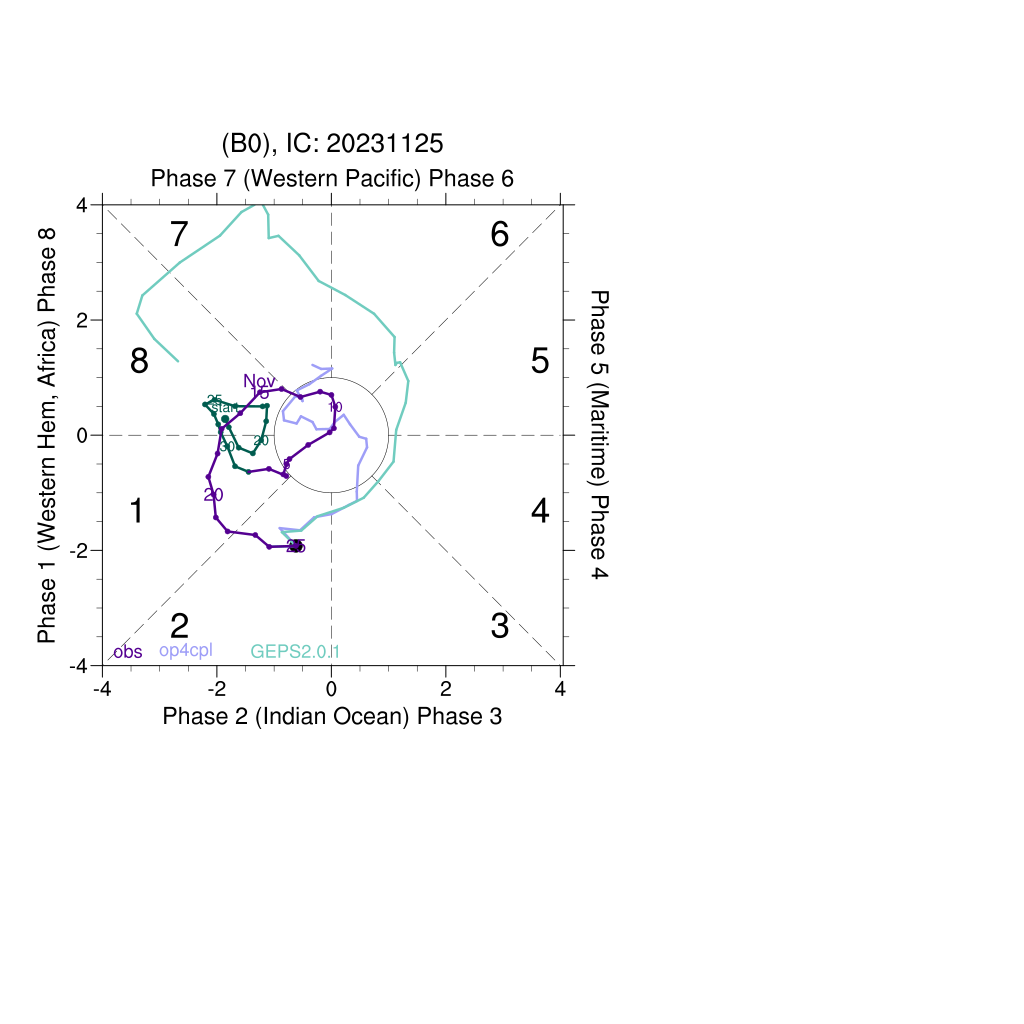 (B0), IC: 20231125
Phase 7 (Western Pacific) Phase 6
Phase 1 (Western Hem, Africa) Phase 8
4
2
0
-2
-4
7
6
8
5
1
4
2
3
Nov
15
10
25
start
20
30
5
20
25
obs
op4cpl
GEPS2.0.1
-4
-2
0
2
4
Phase 2 (Indian Ocean) Phase 3
Phase 5 (Maritime) Phase 4